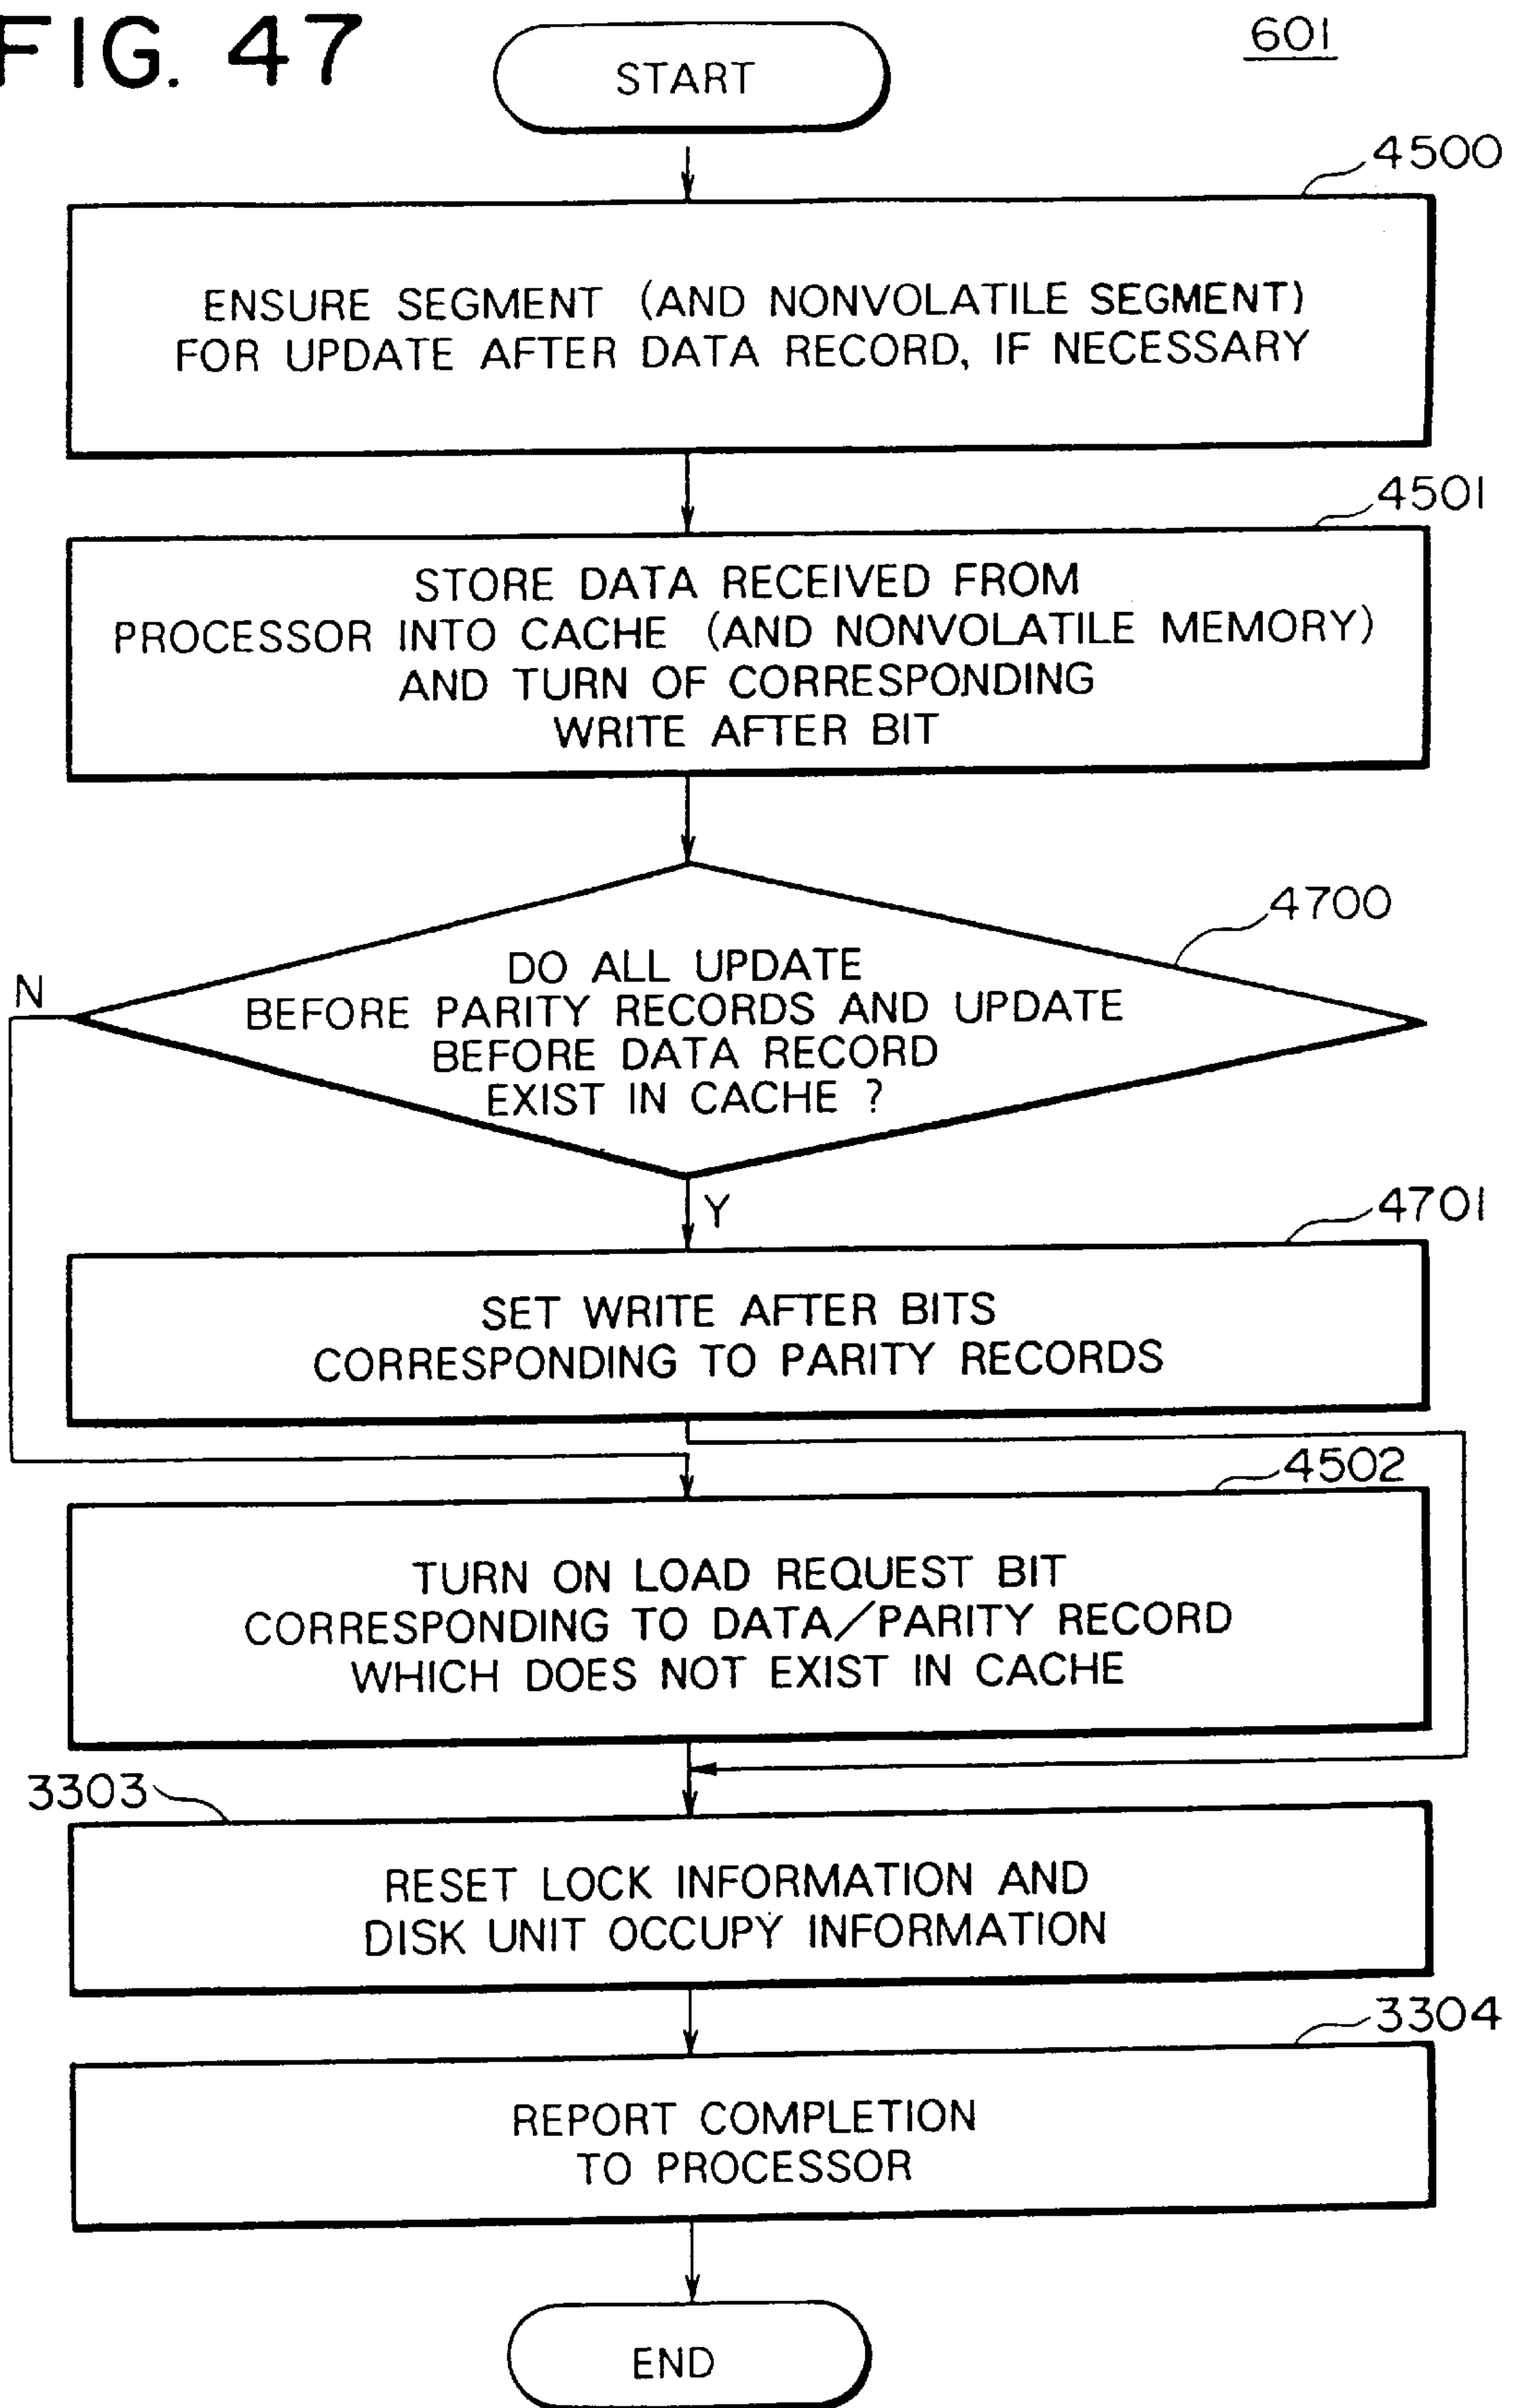 FIG. 47
601
START
4500
ENSURE SEGMENT (AND NONVOLATILE SEGMENT)
FOR UPDATE AFTER DATA RECORD, IF NECESSARY
4501
STORE DATA RECEIVED FROM
PROCESSOR INTO CACHE (AND NONVOLATILE MEMORY)
AND TURN OF CORRESPONDING
WRITE AFTER BIT
4700
DO ALL UPDATE
BEFORE PARITY RECORDS AND UPDATE
BEFORE DATA RECORD
EXIST IN CACHE ?
N
Y
4701
SET WRITE AFTER BITS
CORRESPONDING TO PARITY RECORDS
4502
TURN ON LOAD REQUEST BIT
CORRESPONDING TO DATA/PARITY RECORD
WHICH DOES NOT EXIST IN CACHE
3303
RESET LOCK INFORMATION AND
DISK UNIT OCCUPY INFORMATION
3304
REPORT COMPLETION
TO PROCESSOR
END